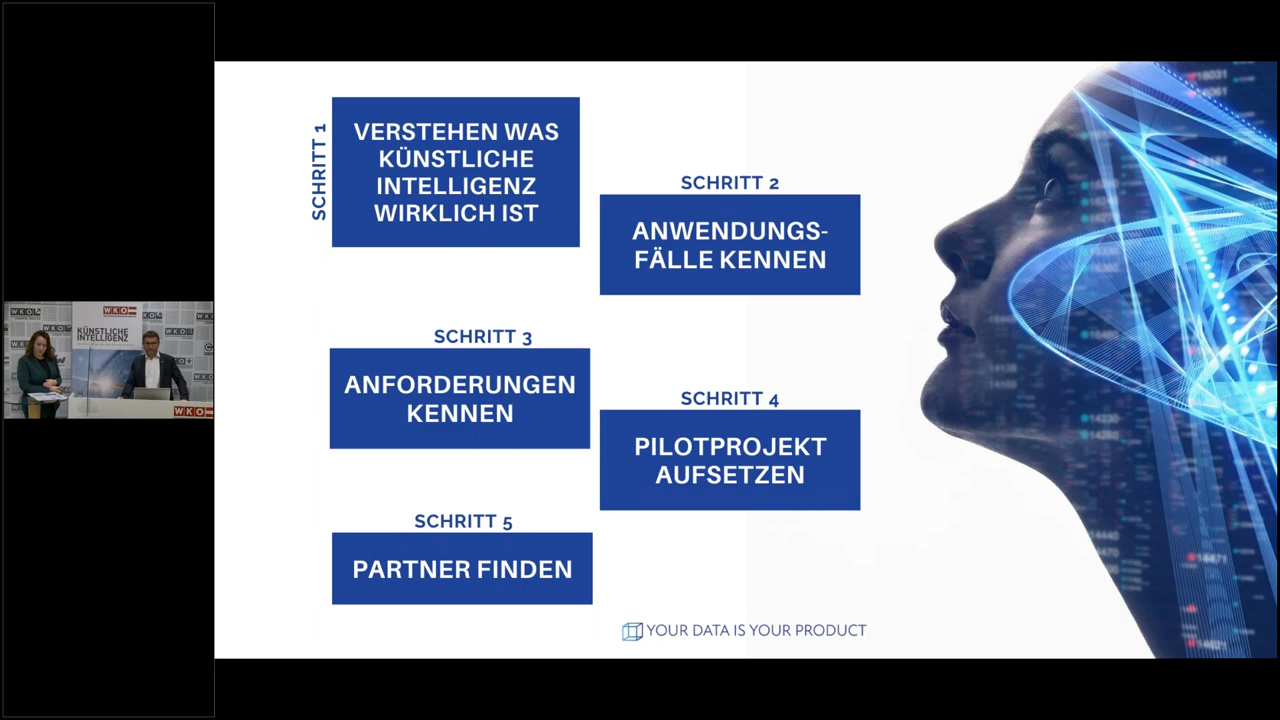 SCHRITT 1
VERSTEHEN WAS
KÜNSTLICHE
INTELLIGENZ
WIRKLICH IST
SCHRITT 2
ANWENDUNGS-
FÄLLE KENNEN
SCHRITT 3
ANFORDERUNGEN
KENNEN
SCHRITT 4
PILOTPROJEKT
AUFSETZEN
SCHRITT 5
PARTNER FINDEN
YOUR DATA IS YOUR PRODUCT
WKO
KÜNSTLICHE
INTELLIGENZ
WKO